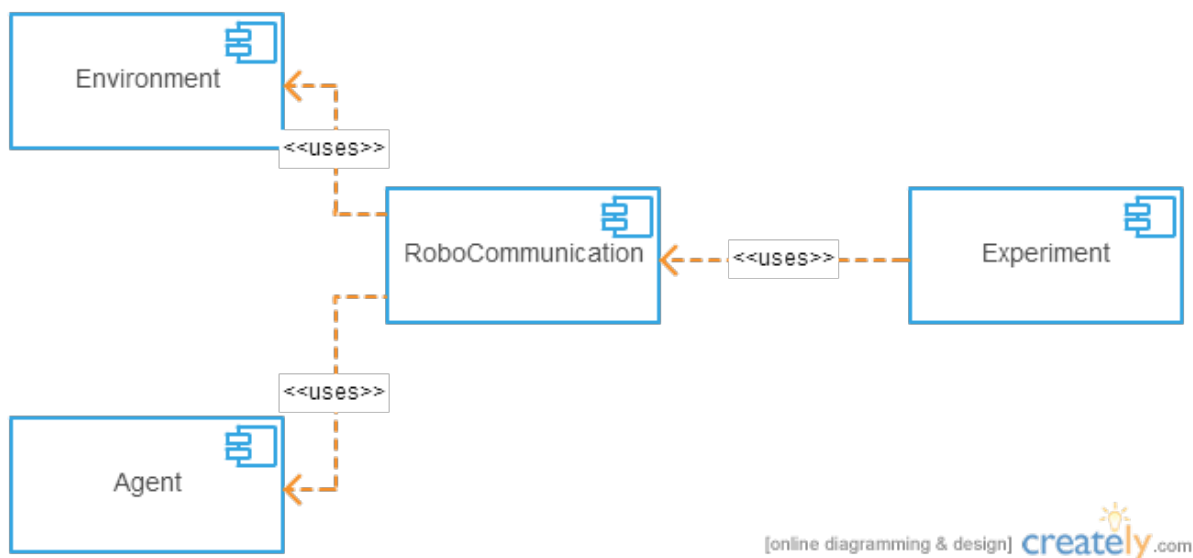 Environment
<<uses>>
RoboCommunication
<<uses>>
Experiment
<<uses>>
Agent
[online diagramming & design] creately.com